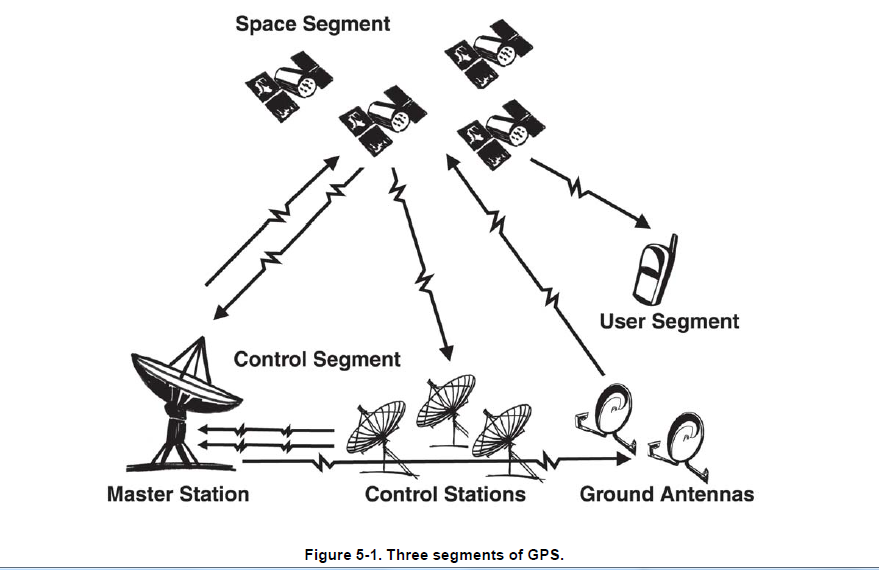 Space Segment
User Segment
Control Segment
Master Station
Control Stations
Ground Antennas
Figure 5-1. Three segments of GPS.